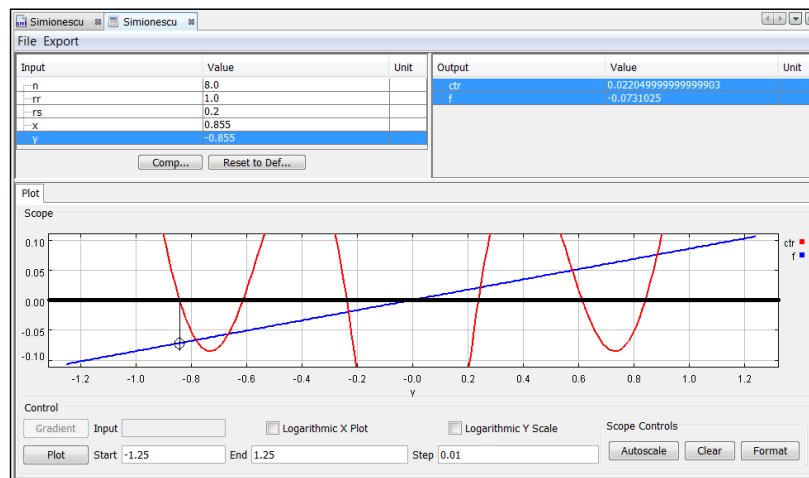 Simionescu Simionescu
File Export
Input Value Unit
n 8.0
rr 1.0
rs 0.2
x 0.855
y -0.855
Comp... Reset to Def...
Output Value Unit
ctr 0.022049999999999903
f -0.0731025
Plot
Scope
0.10
0.05
0.00
-0.05
-0.10
-1.2 -1.0 -0.8 -0.6 -0.4 -0.2 -0.0 0.2 0.4 0.6 0.8 1.0 1.2
y
ctr
f
Control
Gradient Input Logarithmic X Plot Logarithmic Y Scale
Plot Start -1.25 End 1.25 Step 0.01
Scope Controls
Autoscale Clear Format